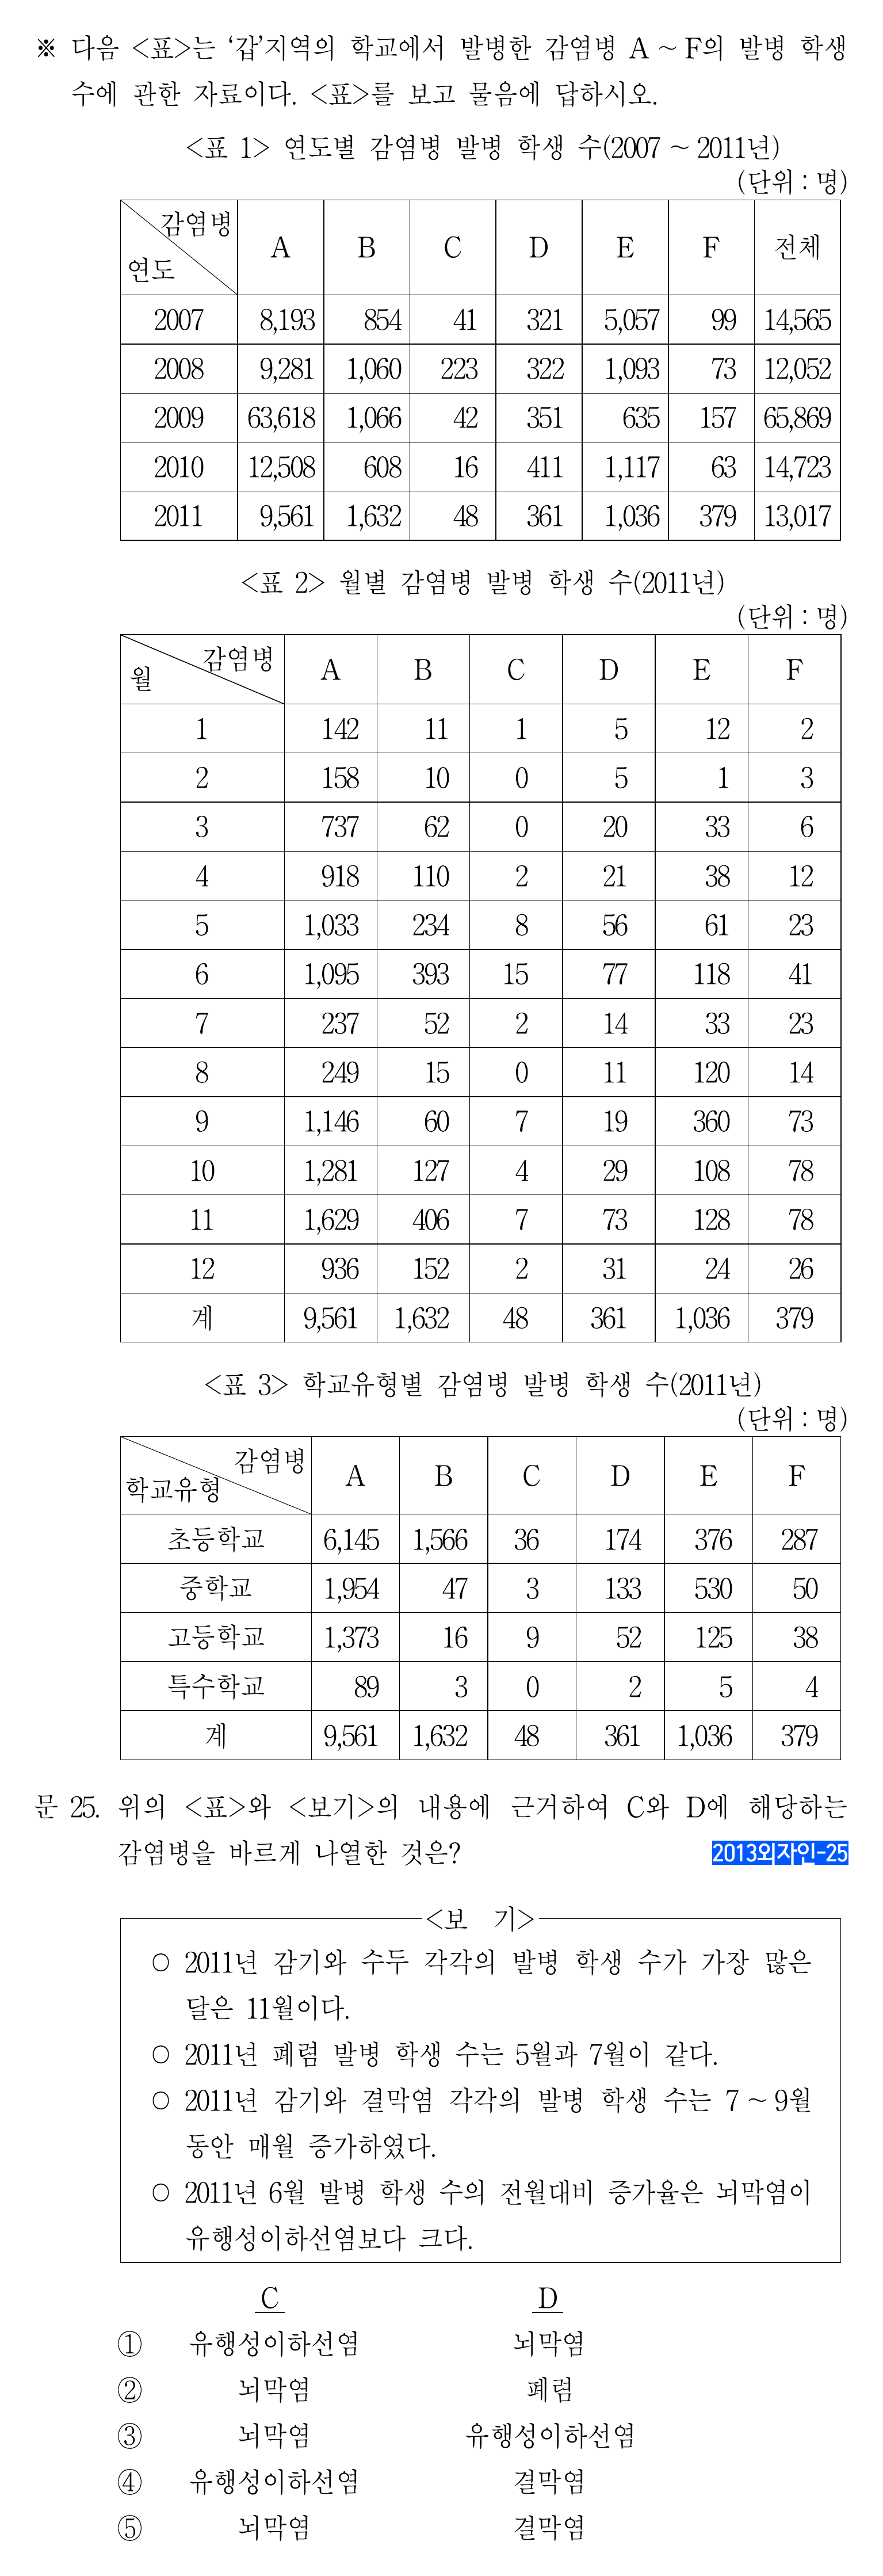 ※ 다음 <표>는 ‘갑’지역의 학교에서 발병한 감염병 A ~ F의 발병 학생
수에 관한 자료이다. <표>를 보고 물음에 답하시오.
<표 1> 연도별 감염병 발병 학생 수(2007 ~ 2011년)
(단위 : 명)
연도 감염병 A B C D E F 전체
2007 8,193 854 41 321 5,057 99 14,565
2008 9,281 1,060 223 322 1,093 73 12,052
2009 63,618 1,066 42 351 635 157 65,869
2010 12,508 608 16 411 1,117 63 14,723
2011 9,561 1,632 48 361 1,036 379 13,017
<표 2> 월별 감염병 발병 학생 수(2011년)
(단위 : 명)
월 감염병 A B C D E F
1 142 11 1 5 12 2
2 158 10 0 5 1 3
3 737 62 0 20 33 6
4 918 110 2 21 38 12
5 1,033 234 8 56 61 23
6 1,095 393 15 77 118 41
7 237 52 2 14 33 23
8 249 15 0 11 120 14
9 1,146 60 7 19 360 73
10 1,281 127 4 29 108 78
11 1,629 406 7 73 128 78
12 936 152 2 31 24 26
계 9,561 1,632 48 361 1,036 379
<표 3> 학교유형별 감염병 발병 학생 수(2011년)
(단위 : 명)
학교유형 감염병 A B C D E F
초등학교 6,145 1,566 36 174 376 287
중학교 1,954 47 3 133 530 50
고등학교 1,373 16 9 52 125 38
특수학교 89 3 0 2 5 4
계 9,561 1,632 48 361 1,036 379
문 25. 위의 <표>와 <보기>의 내용에 근거하여 C와 D에 해당하는
감염병을 바르게 나열한 것은? 2013외자인-25
<보 기>
○ 2011년 감기와 수두 각각의 발병 학생 수가 가장 많은
달은 11월이다.
○ 2011년 폐렴 발병 학생 수는 5월과 7월이 같다.
○ 2011년 감기와 결막염 각각의 발병 학생 수는 7 ~ 9월
동안 매월 증가하였다.
○ 2011년 6월 발병 학생 수의 전월대비 증가율은 뇌막염이
유행성이하선염보다 크다.
C D
① 유행성이하선염 뇌막염
② 뇌막염 폐렴
③ 뇌막염 유행성이하선염
④ 유행성이하선염 결막염
⑤ 뇌막염 결막염